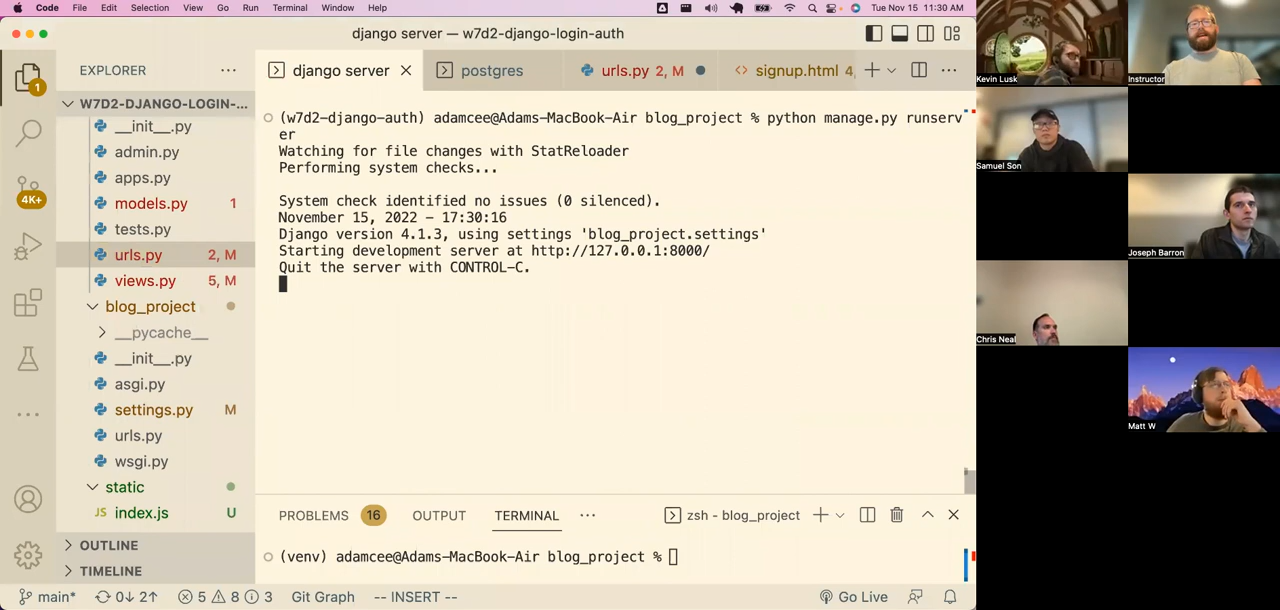 Code File Edit Selection View Go Run Terminal Window Help Tue Nov 15 11:30 AM
django server — w7d2-django-login-auth
EXPLORER
django server
postgres
urls.py 2, M
signup.html 4,
W7D2-DJANGO-LOGIN-...
__init__.py
admin.py
apps.py
models.py 1
tests.py
urls.py 2, M
views.py 5, M
blog_project
__pycache__
__init__.py
asgi.py
settings.py M
urls.py
wsgi.py
static
JS index.js U
OUTLINE
TIMELINE
1
4K+
(w7d2-django-auth) adamcee@Adams-MacBook-Air blog_project % python manage.py runserv
er
Watching for file changes with StatReloader
Performing system checks...
System check identified no issues (0 silenced).
November 15, 2022 - 17:30:16
Django version 4.1.3, using settings 'blog_project.settings'
Starting development server at http://127.0.0.1:8000/
Quit the server with CONTROL-C.
PROBLEMS 16 OUTPUT TERMINAL ... zsh - blog_project
(venv) adamcee@Adams-MacBook-Air blog_project %
main* 0↓ 2↑ 5 8 3 Git Graph -- INSERT -- Go Live
Kevin Lusk
Instructor
Samuel Son
Joseph Barron
Chris Neal
Matt W